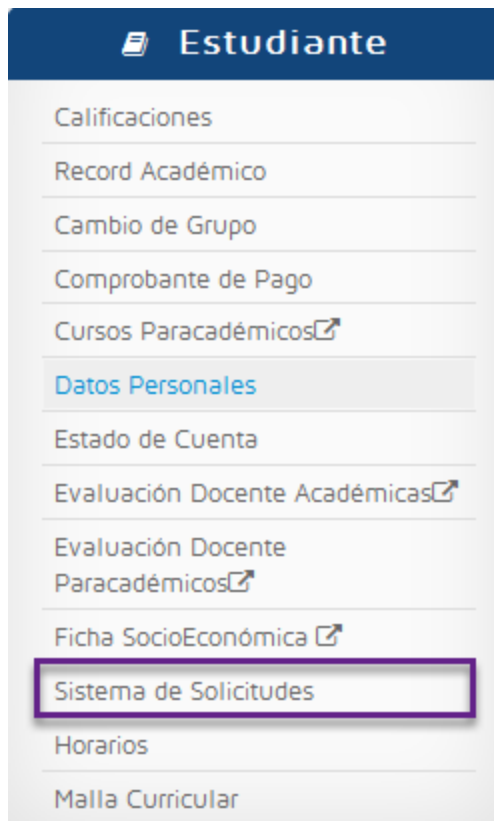 Estudiante
Calificaciones
Record Académico
Cambio de Grupo
Comprobante de Pago
Cursos Paracadémicos
Datos Personales
Estado de Cuenta
Evaluación Docente Académicas
Evaluación Docente
Paracadémicos
Ficha SocioEconómica
Sistema de Solicitudes
Horarios
Malla Curricular